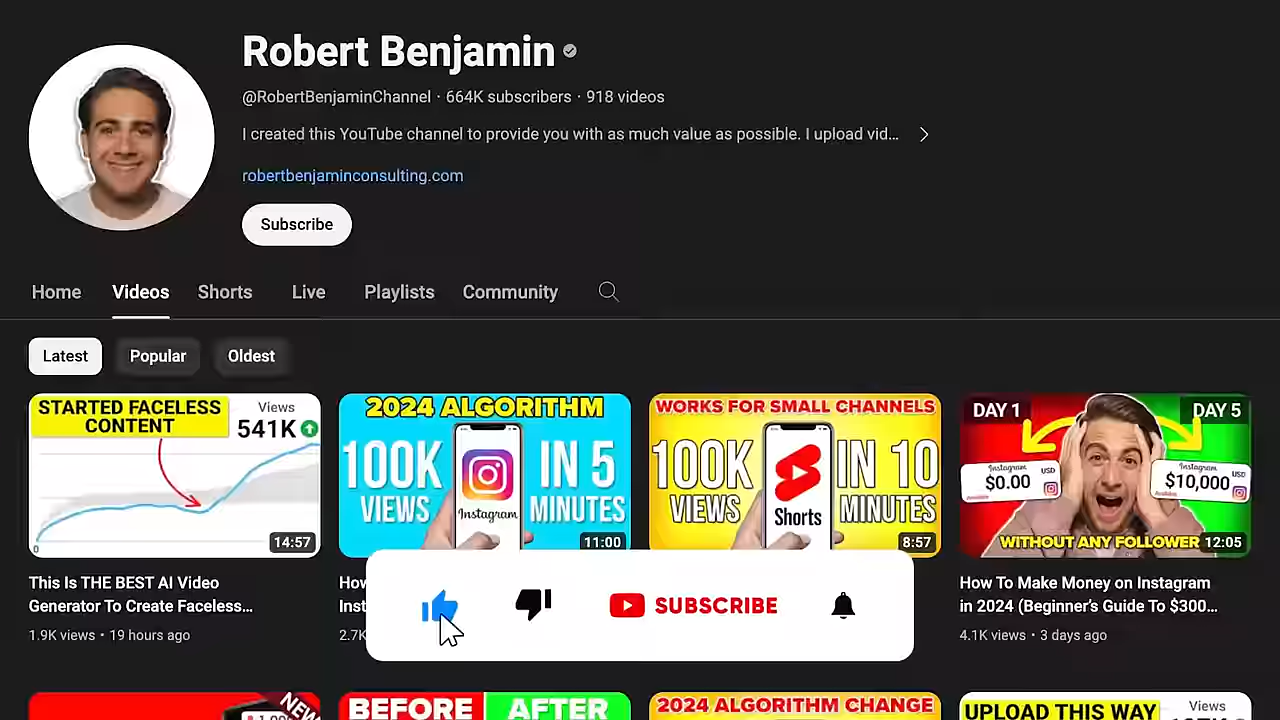 Robert Benjamin
@RobertBenjaminChannel · 664K subscribers · 918 videos
I created this YouTube channel to provide you with as much value as possible. I upload vid...
robertbenjaminconsulting.com
Subscribe
Home Videos Shorts Live Playlists Community
Latest Popular Oldest
STARTED FACELESS
CONTENT
Views
541K
0
14:57
2024 ALGORITHM
100K
VIEWS
Instagram
IN 5
MINUTES
11:00
WORKS FOR SMALL CHANNELS
100K
VIEWS
Shorts
IN 10
MINUTES
8:57
DAY 1
DAY 5
Instagram
$0.00
USD
Available
Instagram
$10,000
USD
Available
WITHOUT ANY FOLLOWER
12:05
This Is THE BEST AI Video
Generator To Create Faceless...
1.9K views · 19 hours ago
How To Make Money on Instagram
in 2024 (Beginner's Guide To $300...
4.1K views · 3 days ago
SUBSCRIBE
NEW
BEFORE
AFTER
2024 ALGORITHM CHANGE
UPLOAD THIS WAY
Views